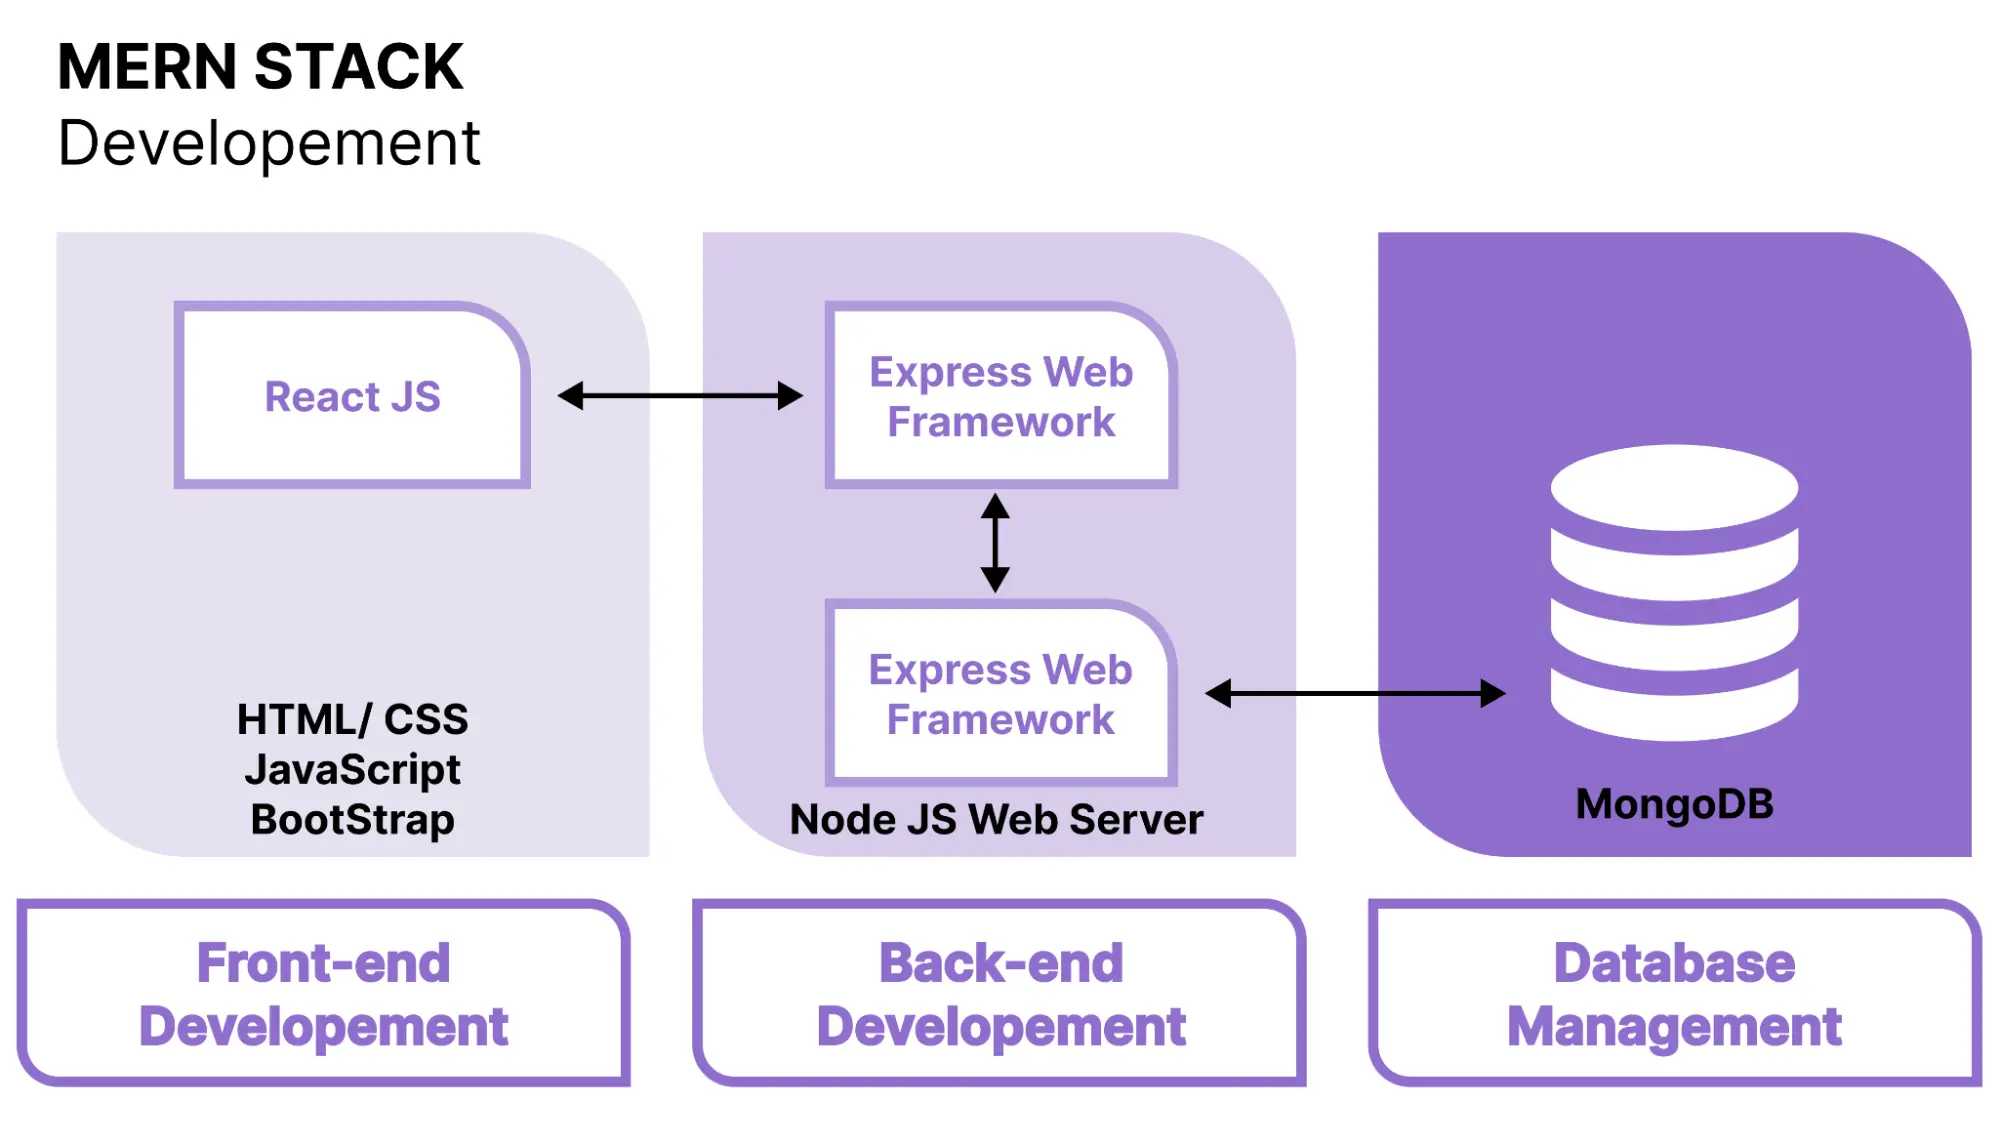 MERN STACK
Developement
React JS
HTML/ CSS
JavaScript
BootStrap
Express Web
Framework
Express Web
Framework
Node JS Web Server
MongoDB
Front-end
Developement
Back-end
Developement
Database
Management